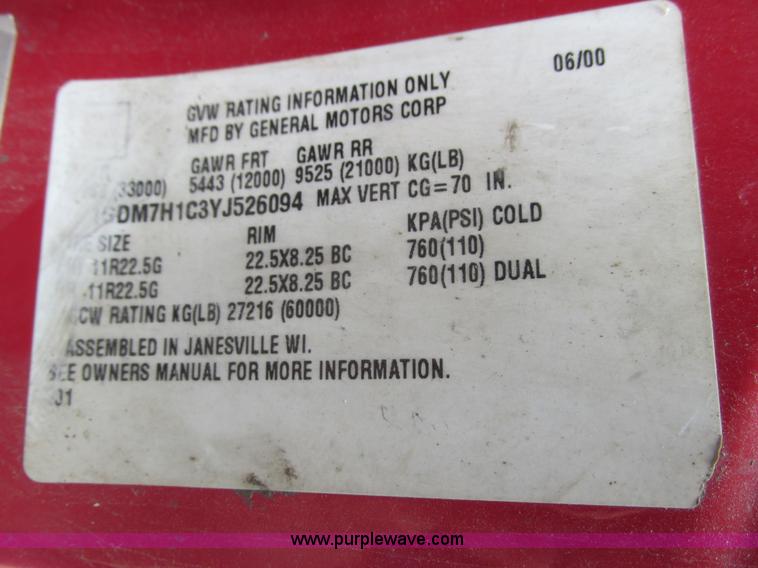 06/00
GVW RATING INFORMATION ONLY
MFD BY GENERAL MOTORS CORP
GAWR FRT GAWR RR
(33000) 5443 (12000) 9525 (21000) KG(LB)
GDM7H1C3YJ526094 MAX VERT CG=70 IN.
SIZE RIM KPA(PSI) COLD
11R22.5G 22.5X8.25 BC 760(110)
11R22.5G 22.5X8.25 BC 760(110) DUAL
GCW RATING KG(LB) 27216 (60000)
ASSEMBLED IN JANESVILLE WI.
SEE OWNERS MANUAL FOR MORE INFORMATION.
01
www.purplewave.com